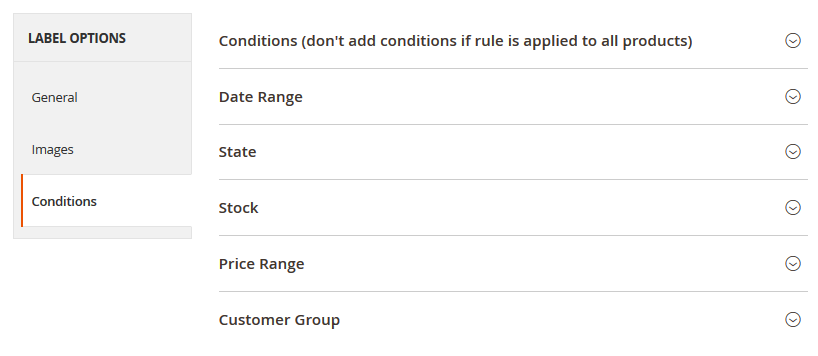 LABEL OPTIONS
General
Images
Conditions
Conditions (don't add conditions if rule is applied to all products)
Date Range
State
Stock
Price Range
Customer Group